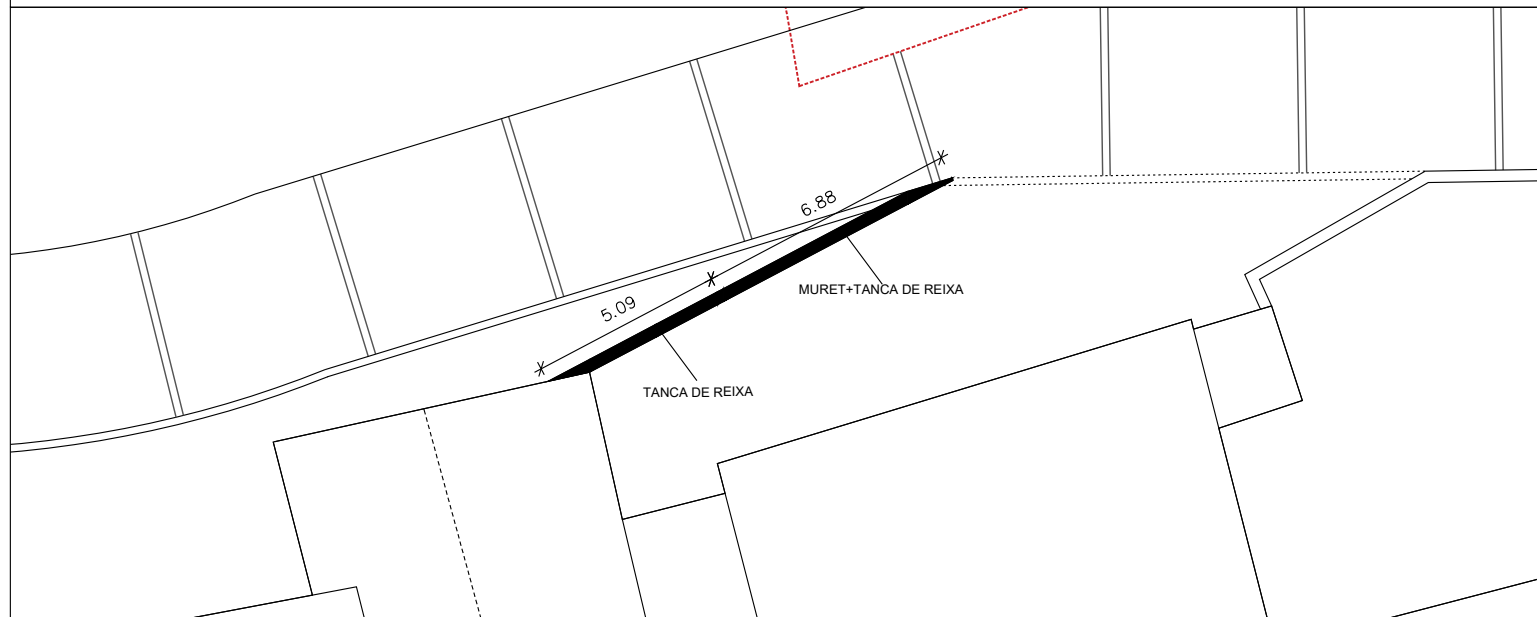 6.88
MURET+TANCA DE REIXA
5.09
TANCA DE REIXA